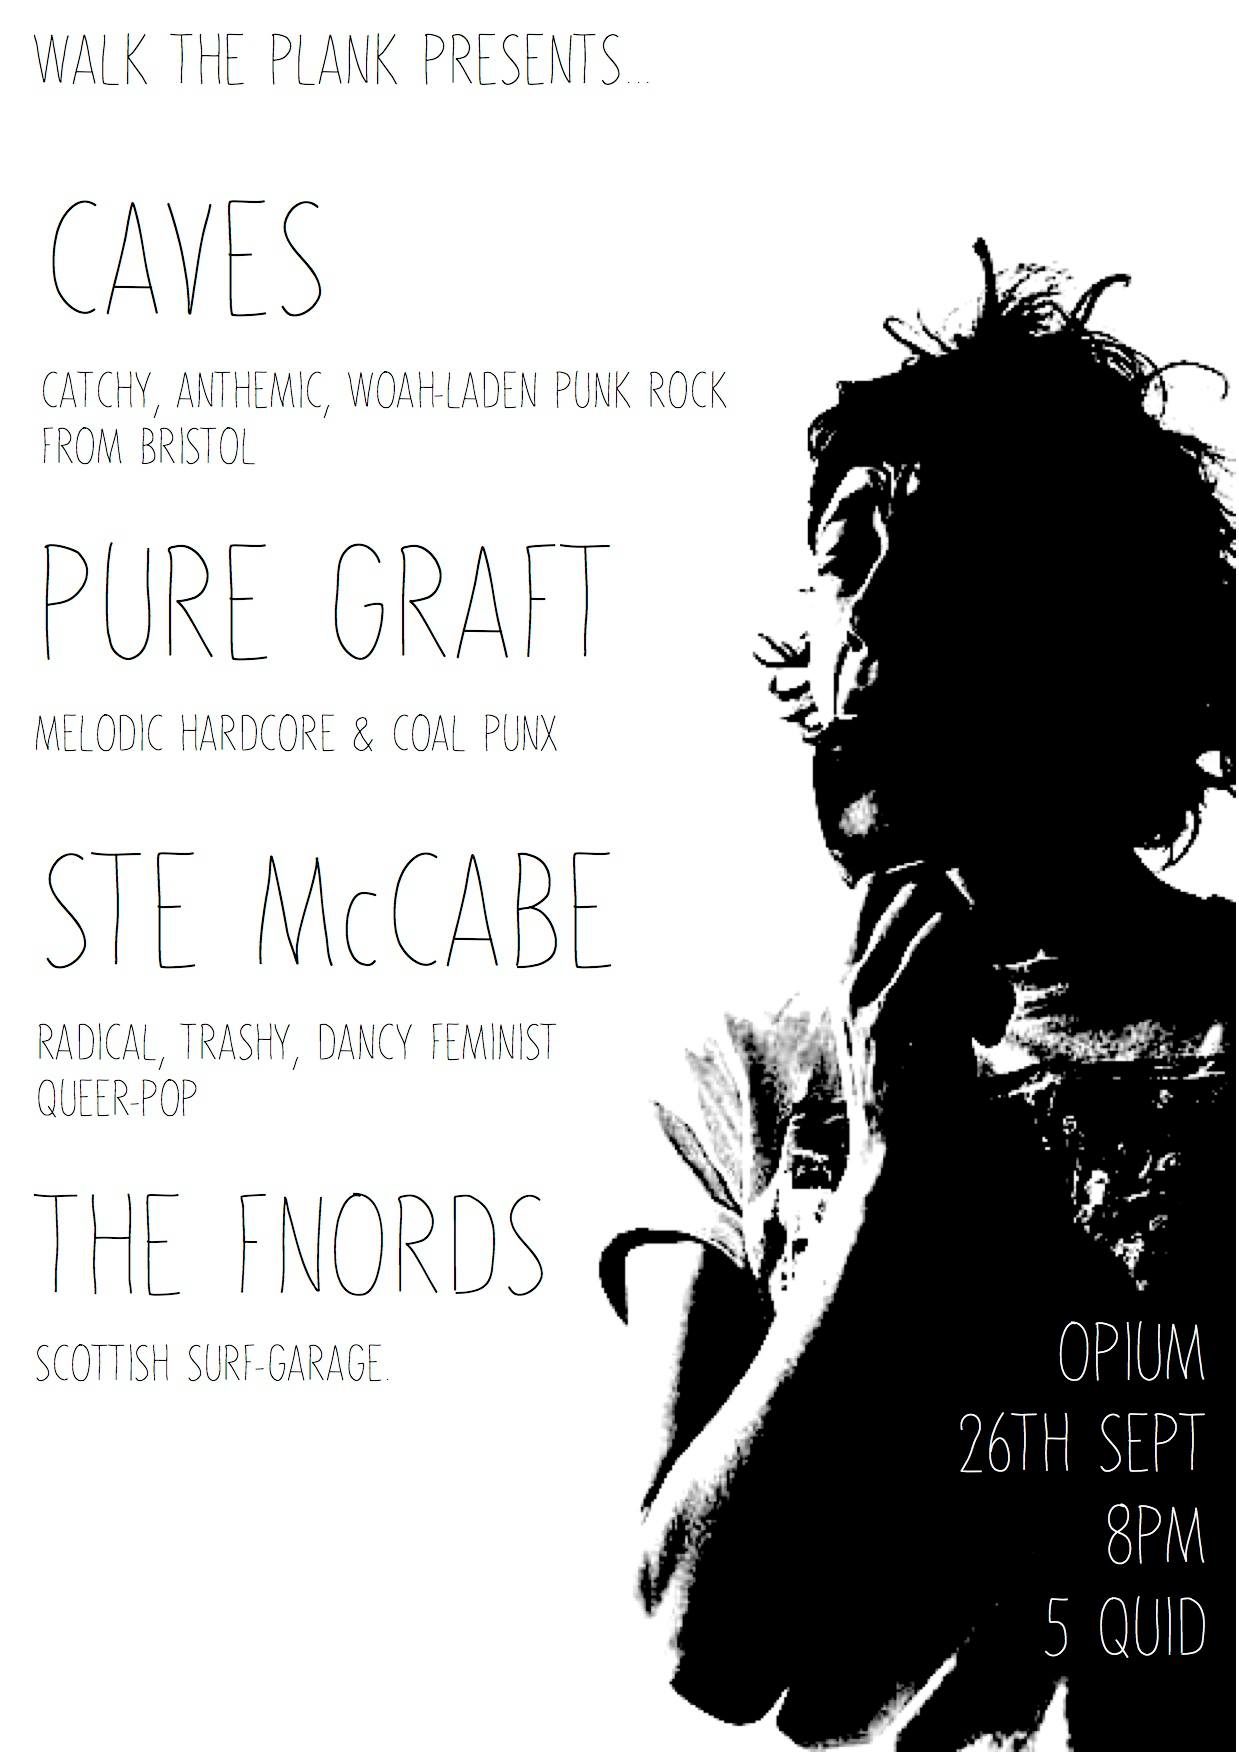 WALK THE PLANK PRESENTS...
CAVES
CATCHY, ANTHEMIC, WOAH-LADEN PUNK ROCK
FROM BRISTOL
PURE GRAFT
MELODIC HARDCORE & COAL PUNX
STE McCABE
RADICAL, TRASHY, DANCY FEMINIST
QUEER-POP
THE FNORDS
SCOTTISH SURF-GARAGE.
OPIUM
26TH SEPT
8PM
5 QUID